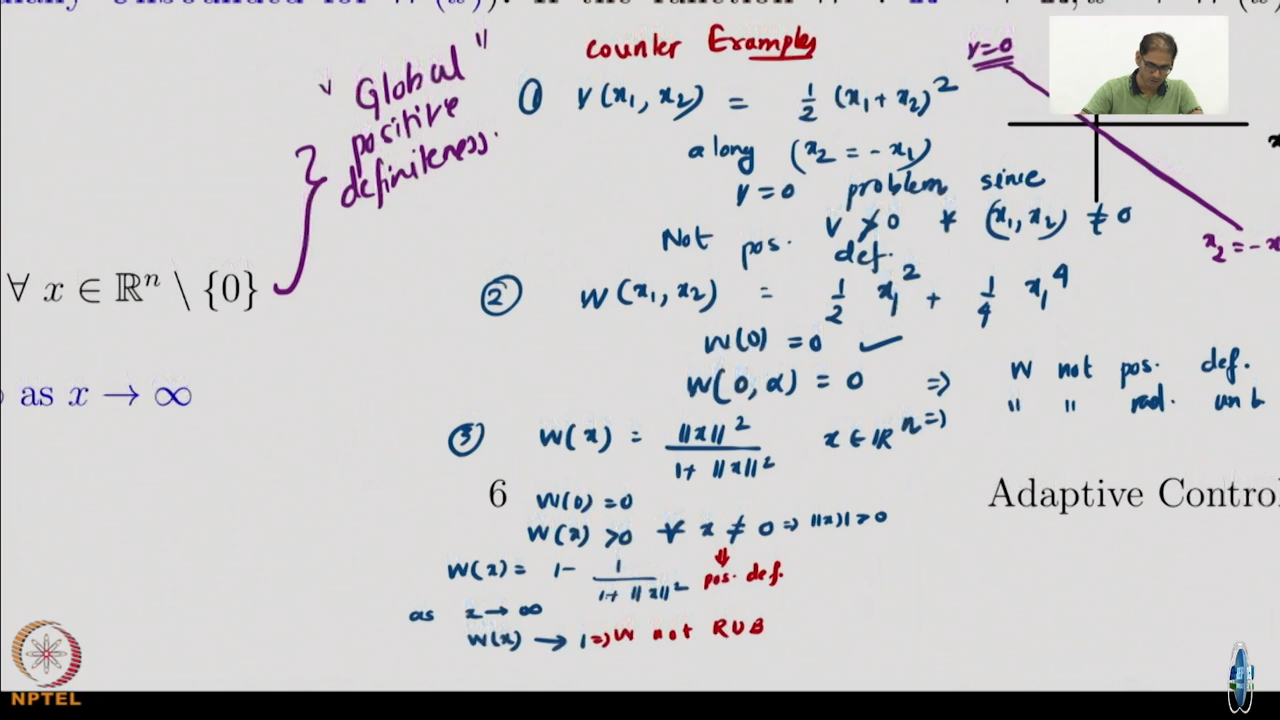 counter Examples
" Global "
positive
definiteness.
∀ x ∈ ℝⁿ \ {0}
as x → ∞
① V(x₁, x₂) = 1/2 (x₁ + x₂)²
along (x₂ = -x₁)
V=0 problem since
V ≯ 0 ∀ (x₁, x₂) ≠ 0
Not pos. def.
V=0
x₂ = -x
② W(x₁, x₂) = 1/2 x₁² + 1/4 x₁⁴
W(0) = 0 ✓
W(0, α) = 0 ⇒ W not pos. def.
" " rad. unb
③ W(x) = ||x||² / 1+ ||x||² x ∈ ℝⁿ ⇒
W(0) = 0
W(x) >0 ∀ x ≠ 0 ⇒ ||x|| > 0
⇓
pos. def.
W(x) = 1 - 1 / 1+ ||x||²
as x → ∞
W(x) → 1 ⇒ W not RUB
6
Adaptive Contro
NPTEL